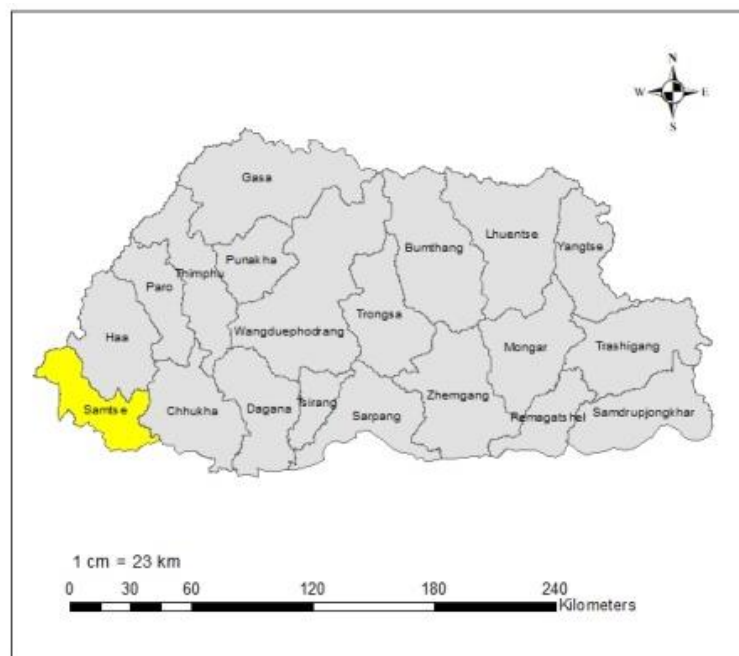 N
W E
S
Gasa
Lhuentse
Bumthang
Yangtse
Punakha
Thimphu
Paro
Trongsa
Wangduephodrang
Haa
Mongar
Trashigang
Zhemgang
Samtse
Chhukha
Dagana
Tsirang
Sarpang
Pemagatshel
Samdrupjongkhar
1 cm = 23 km
0 30 60 120 180 240
Kilometers